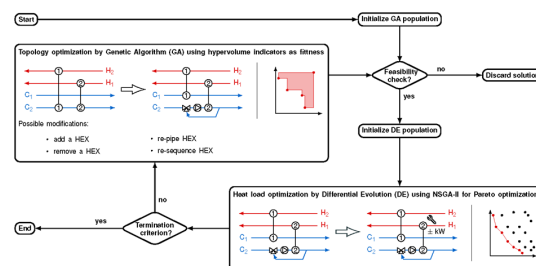 Start
Initialize GA population
Topology optimization by Genetic Algorithm (GA) using hypervolume indicators as fitness
1
H2
2
H1
C1
1
C2
2
1
H2
2
H1
C1
1
C2
2
Possible modifications:
• add a HEX
• re-pipe HEX
• remove a HEX
• re-sequence HEX
Feasibility
check?
no
Discard solution
yes
Initialize DE population
no
Heat load optimization by Differential Evolution (DE) using NSGA-II for Pareto optimization
End
yes
Termination
criterion?
1
H2
2
H1
C1
1
C2
2
1
H2
2
H1
± kW
C1
1
C2
2